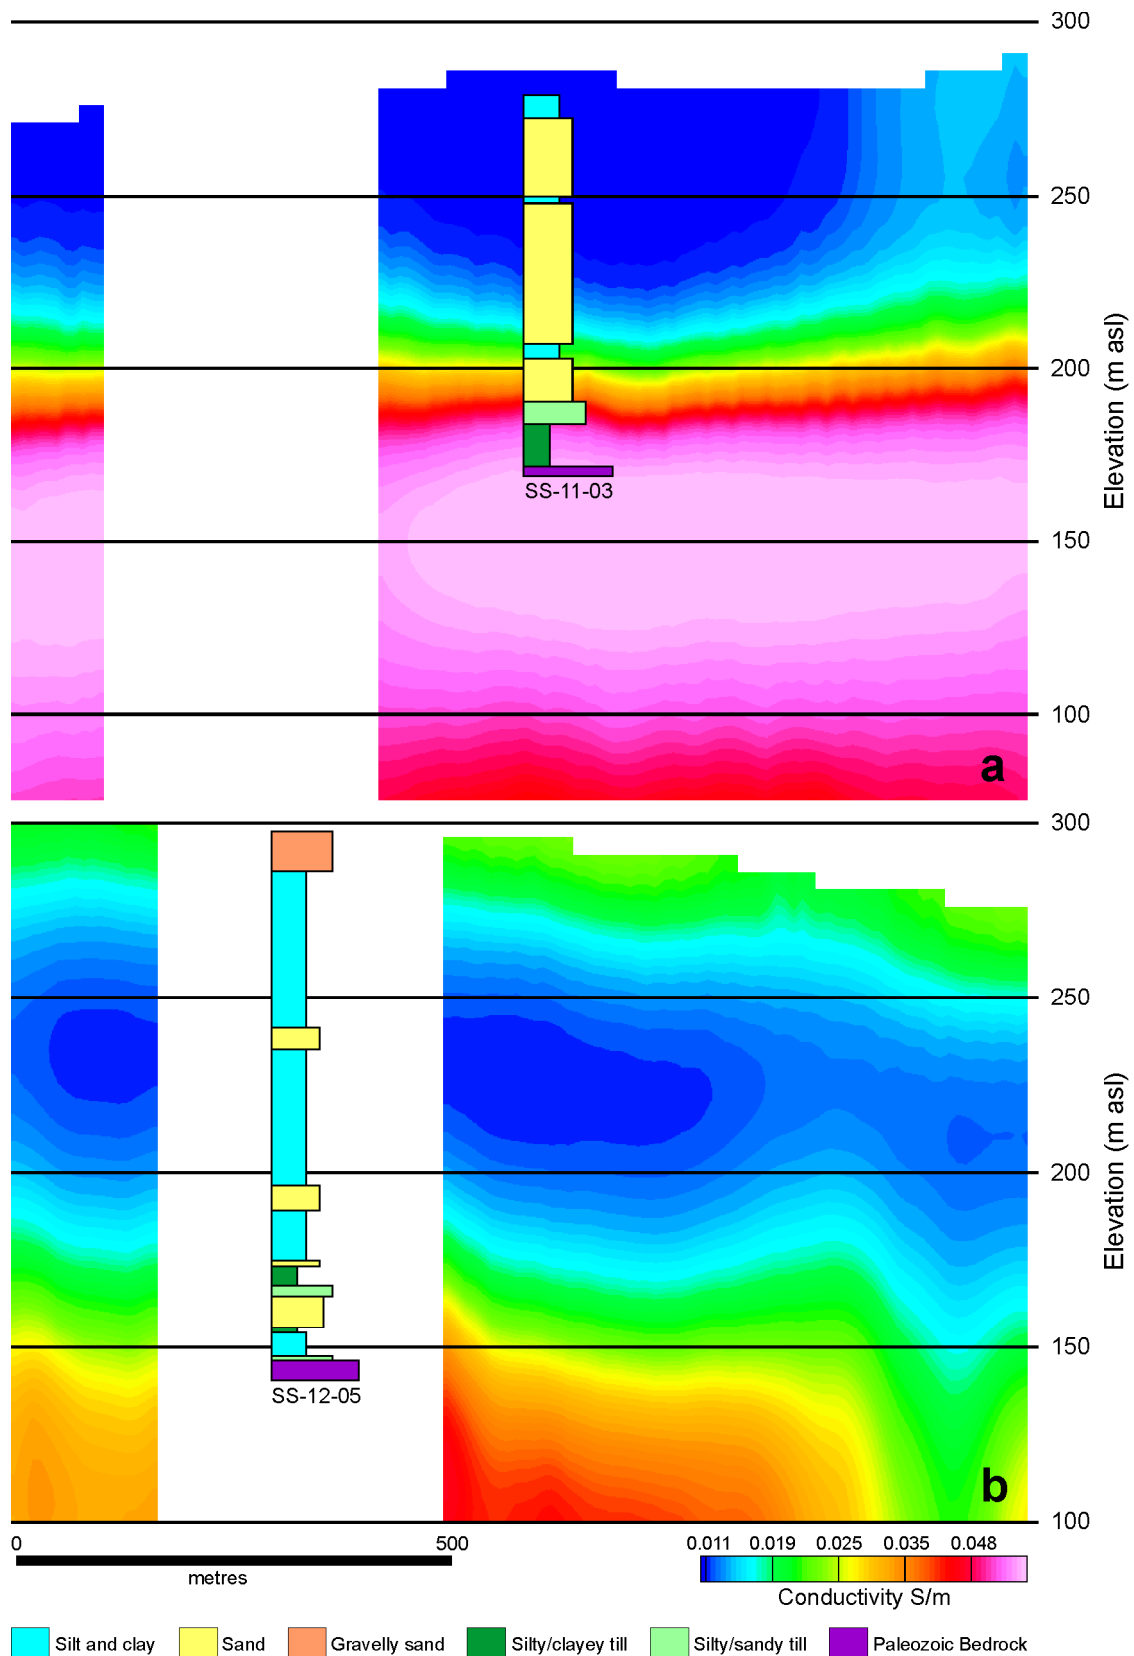 300
250
200
Elevation (m asl)
SS-11-03
150
100
a
300
250
200
Elevation (m asl)
150
SS-12-05
b
100
0 500
metres
0.011 0.019 0.025 0.035 0.048
Conductivity S/m
Silt and clay Sand Gravelly sand Silty/clayey till Silty/sandy till Paleozoic Bedrock